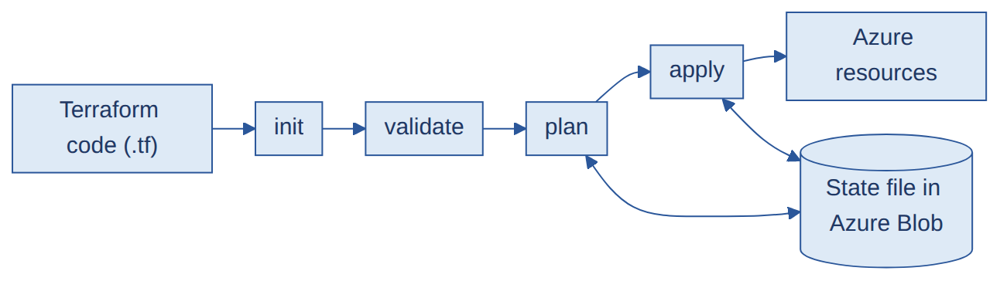 Terraform
code (.tf)
init
validate
plan
apply
Azure
resources
State file in
Azure Blob